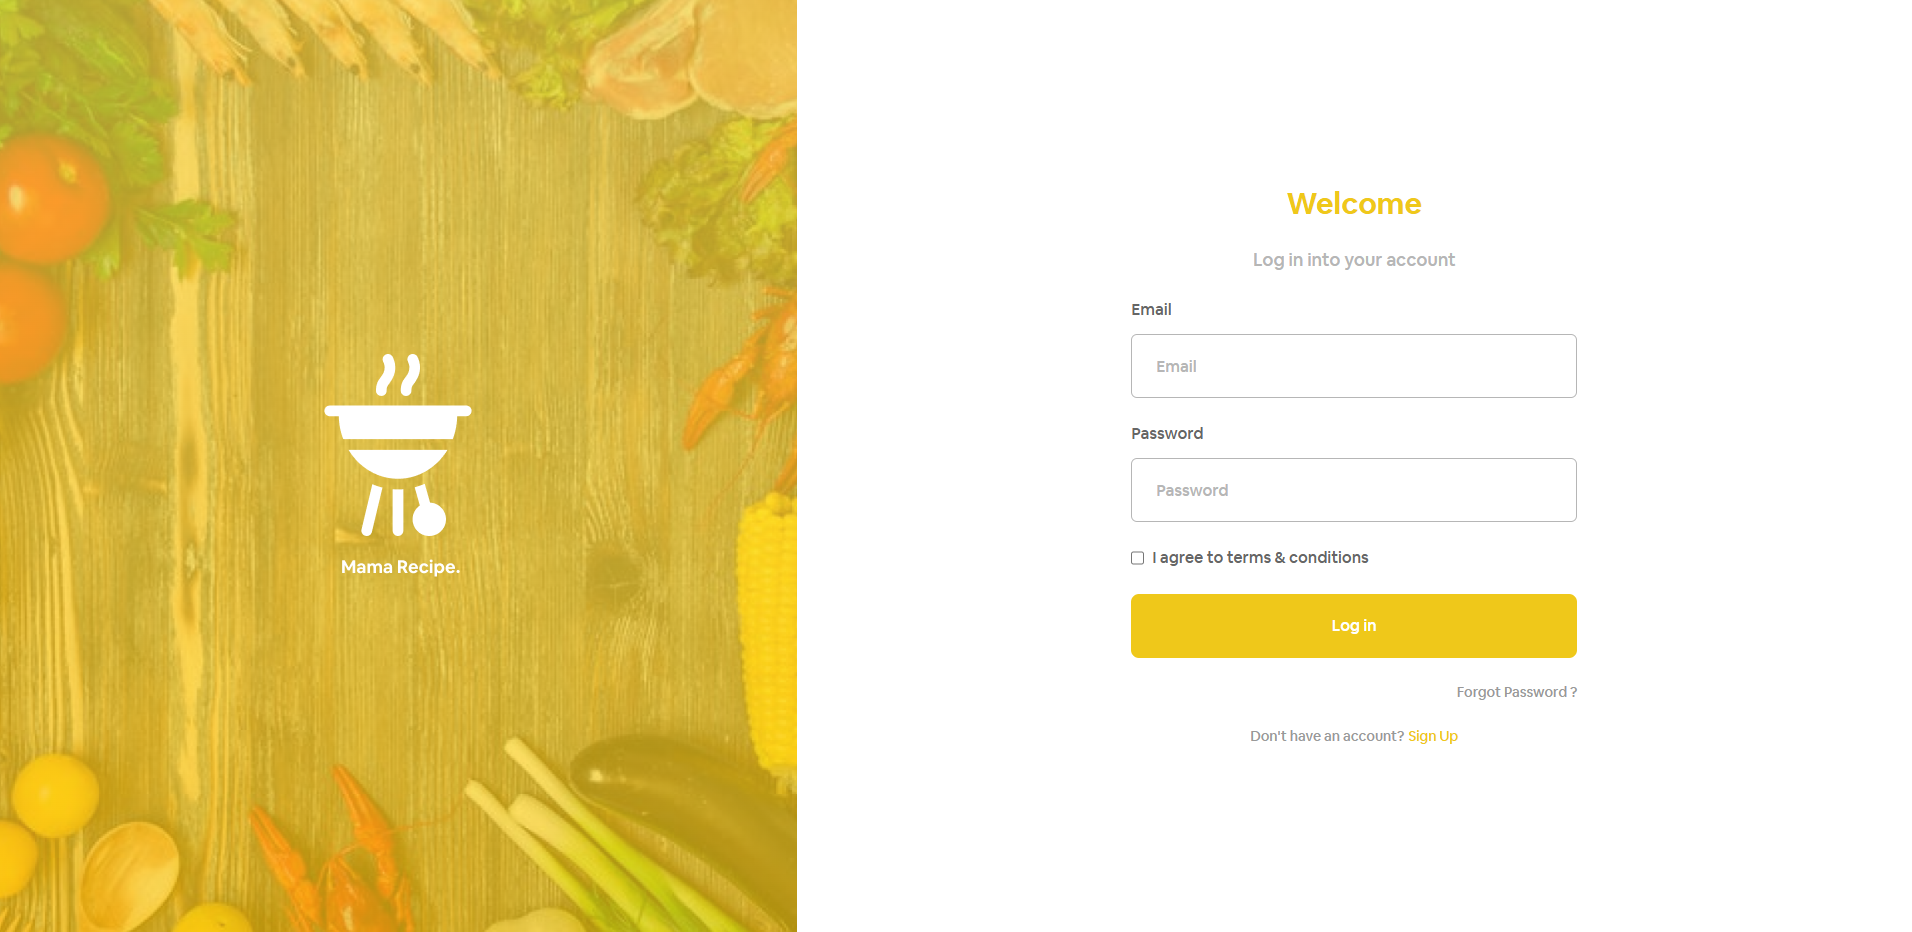 Mama Recipe.
Welcome
Log in into your account
Email
Email
Password
Password
I agree to terms & conditions
Log in
Forgot Password ?
Don't have an account? Sign Up